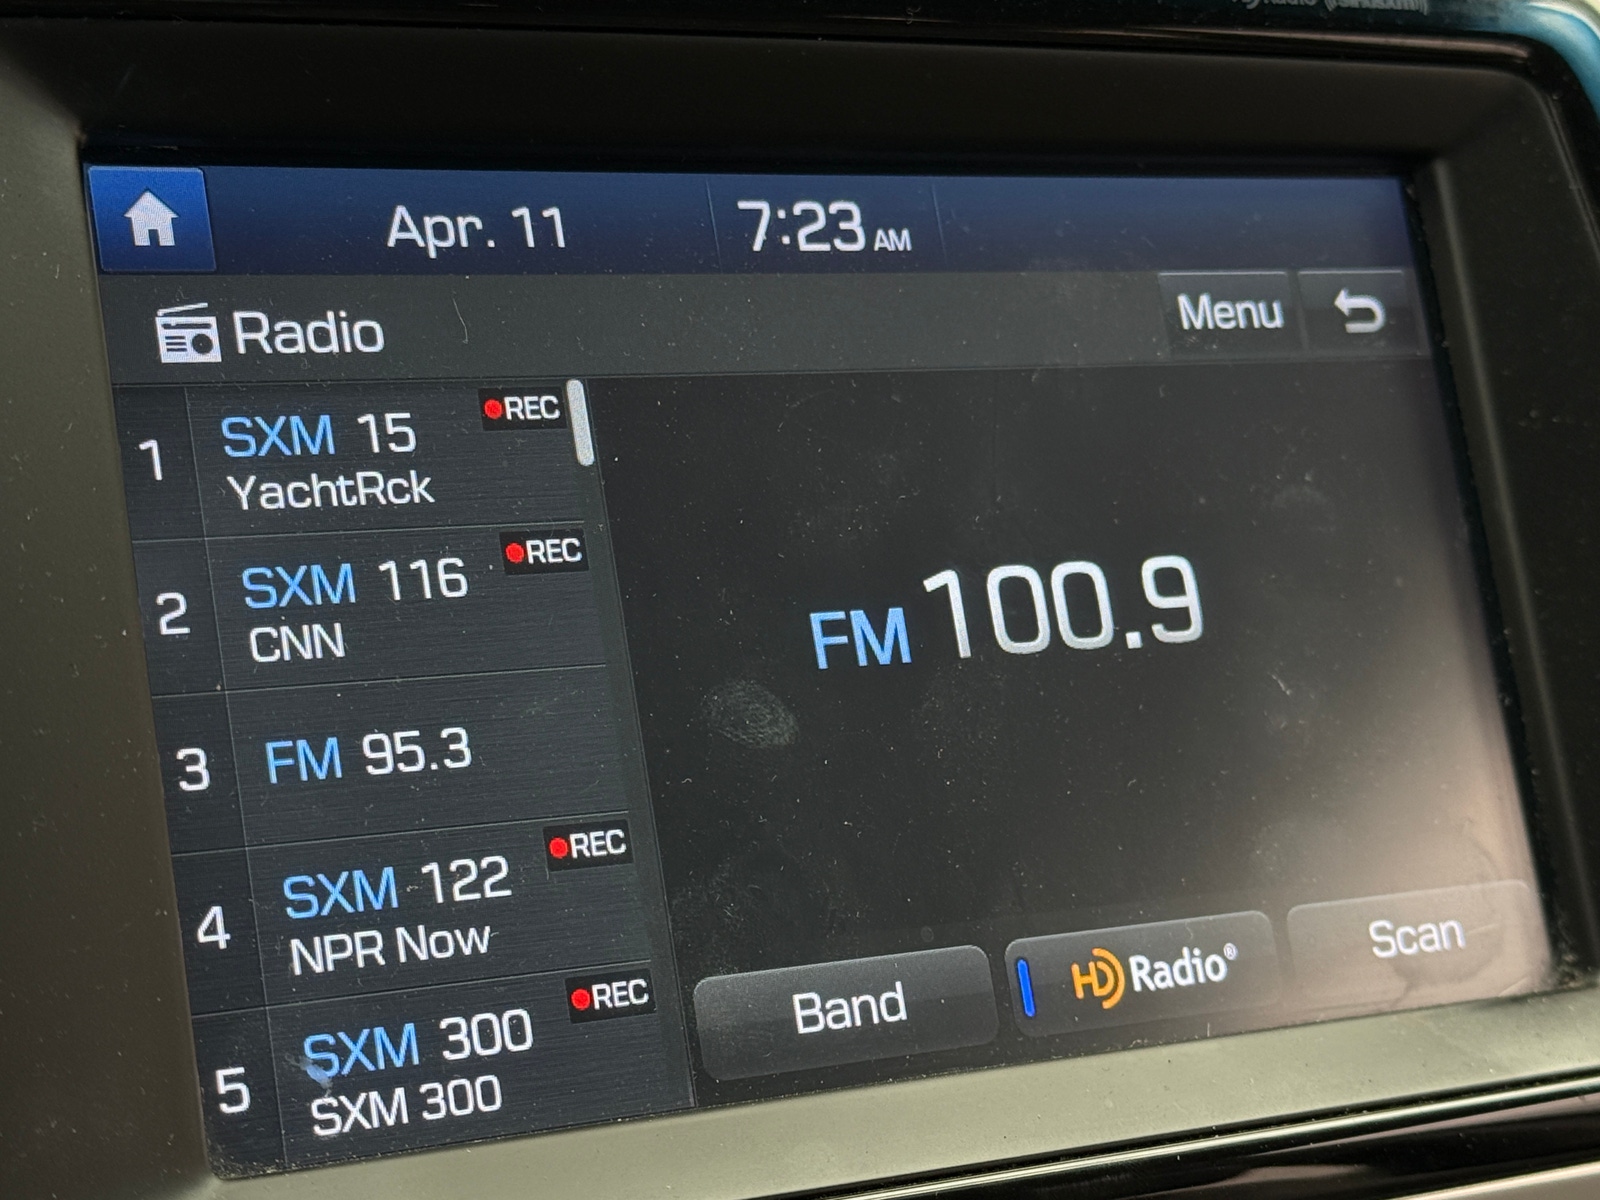 Apr. 11 7:23 AM
Radio
Menu
1 SXM 15 REC
YachtRck
2 SXM 116 REC
CNN
3 FM 95.3
4 SXM 122 REC
NPR Now
5 SXM 300 REC
SXM 300
FM 100.9
Band
HD Radio®
Scan